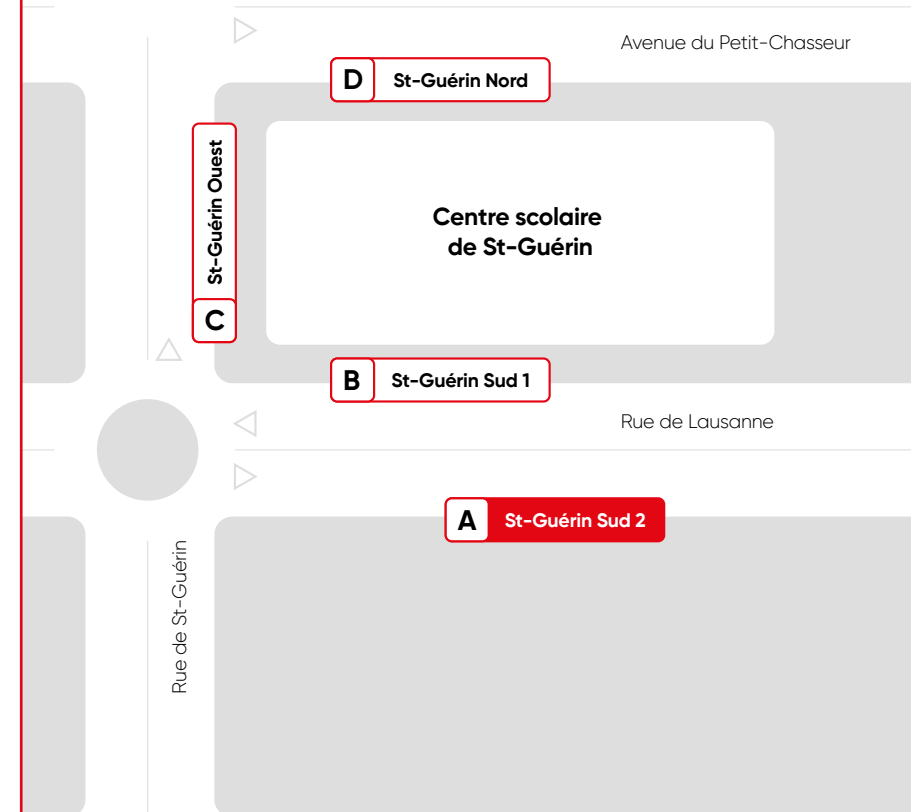 Avenue du Petit-Chasseur
D St-Guérin Nord
St-Guérin Ouest
C
Centre scolaire
de St-Guérin
B St-Guérin Sud 1
Rue de Lausanne
A St-Guérin Sud 2
Rue de St-Guérin